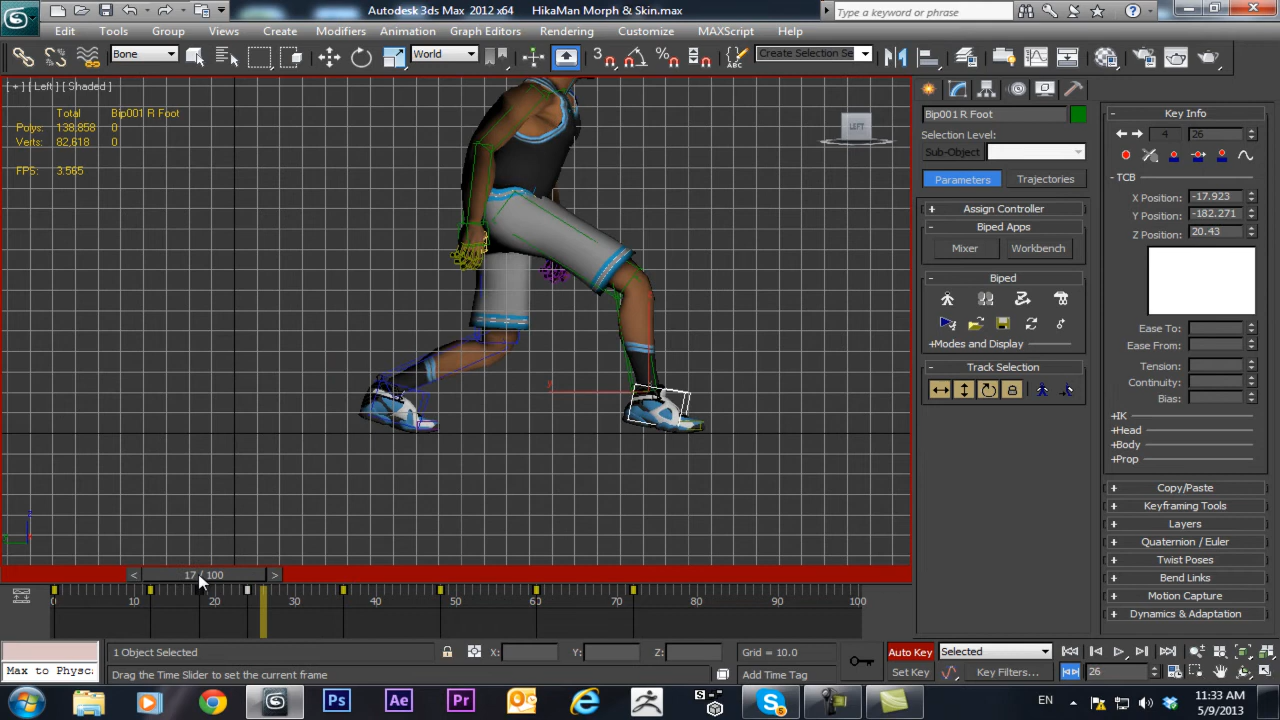 Autodesk 3ds Max 2012 x64 HikaMan Morph & Skin.max
Type a keyword or phrase
Edit Tools Group Views Create Modifiers Animation Graph Editors Rendering Customize MAXScript Help
Bone World Create Selection Se
[ + ] [ Left ] [ Shaded ]
Total Bip001 R Foot
Polys: 138,858 0
Verts: 82,618 0
FPS: 3.565
LEFT
Bip001 R Foot
Selection Level:
Sub-Object
Parameters Trajectories
+ Assign Controller
- Biped Apps
Mixer Workbench
- Biped
+Modes and Display
- Track Selection
- Key Info
4 26
- TCB
X Position: -17.923
Y Position: -182.271
Z Position: 20.43
Ease To:
Ease From:
Tension:
Continuity:
Bias:
+IK
+Head
+Body
+Prop
+ Copy/Paste
+ Keyframing Tools
+ Layers
+ Quaternion / Euler
+ Twist Poses
+ Bend Links
+ Motion Capture
+ Dynamics & Adaptation
< 17 / 100 >
0 10 20 30 40 50 60 70 80 90 100
1 Object Selected X: Y: Z: Grid = 10.0 Auto Key Selected
Max to Physc. Drag the Time Slider to set the current frame Add Time Tag Set Key Key Filters... 26
Ps Ae Pr
EN
11:33 AM
5/9/2013